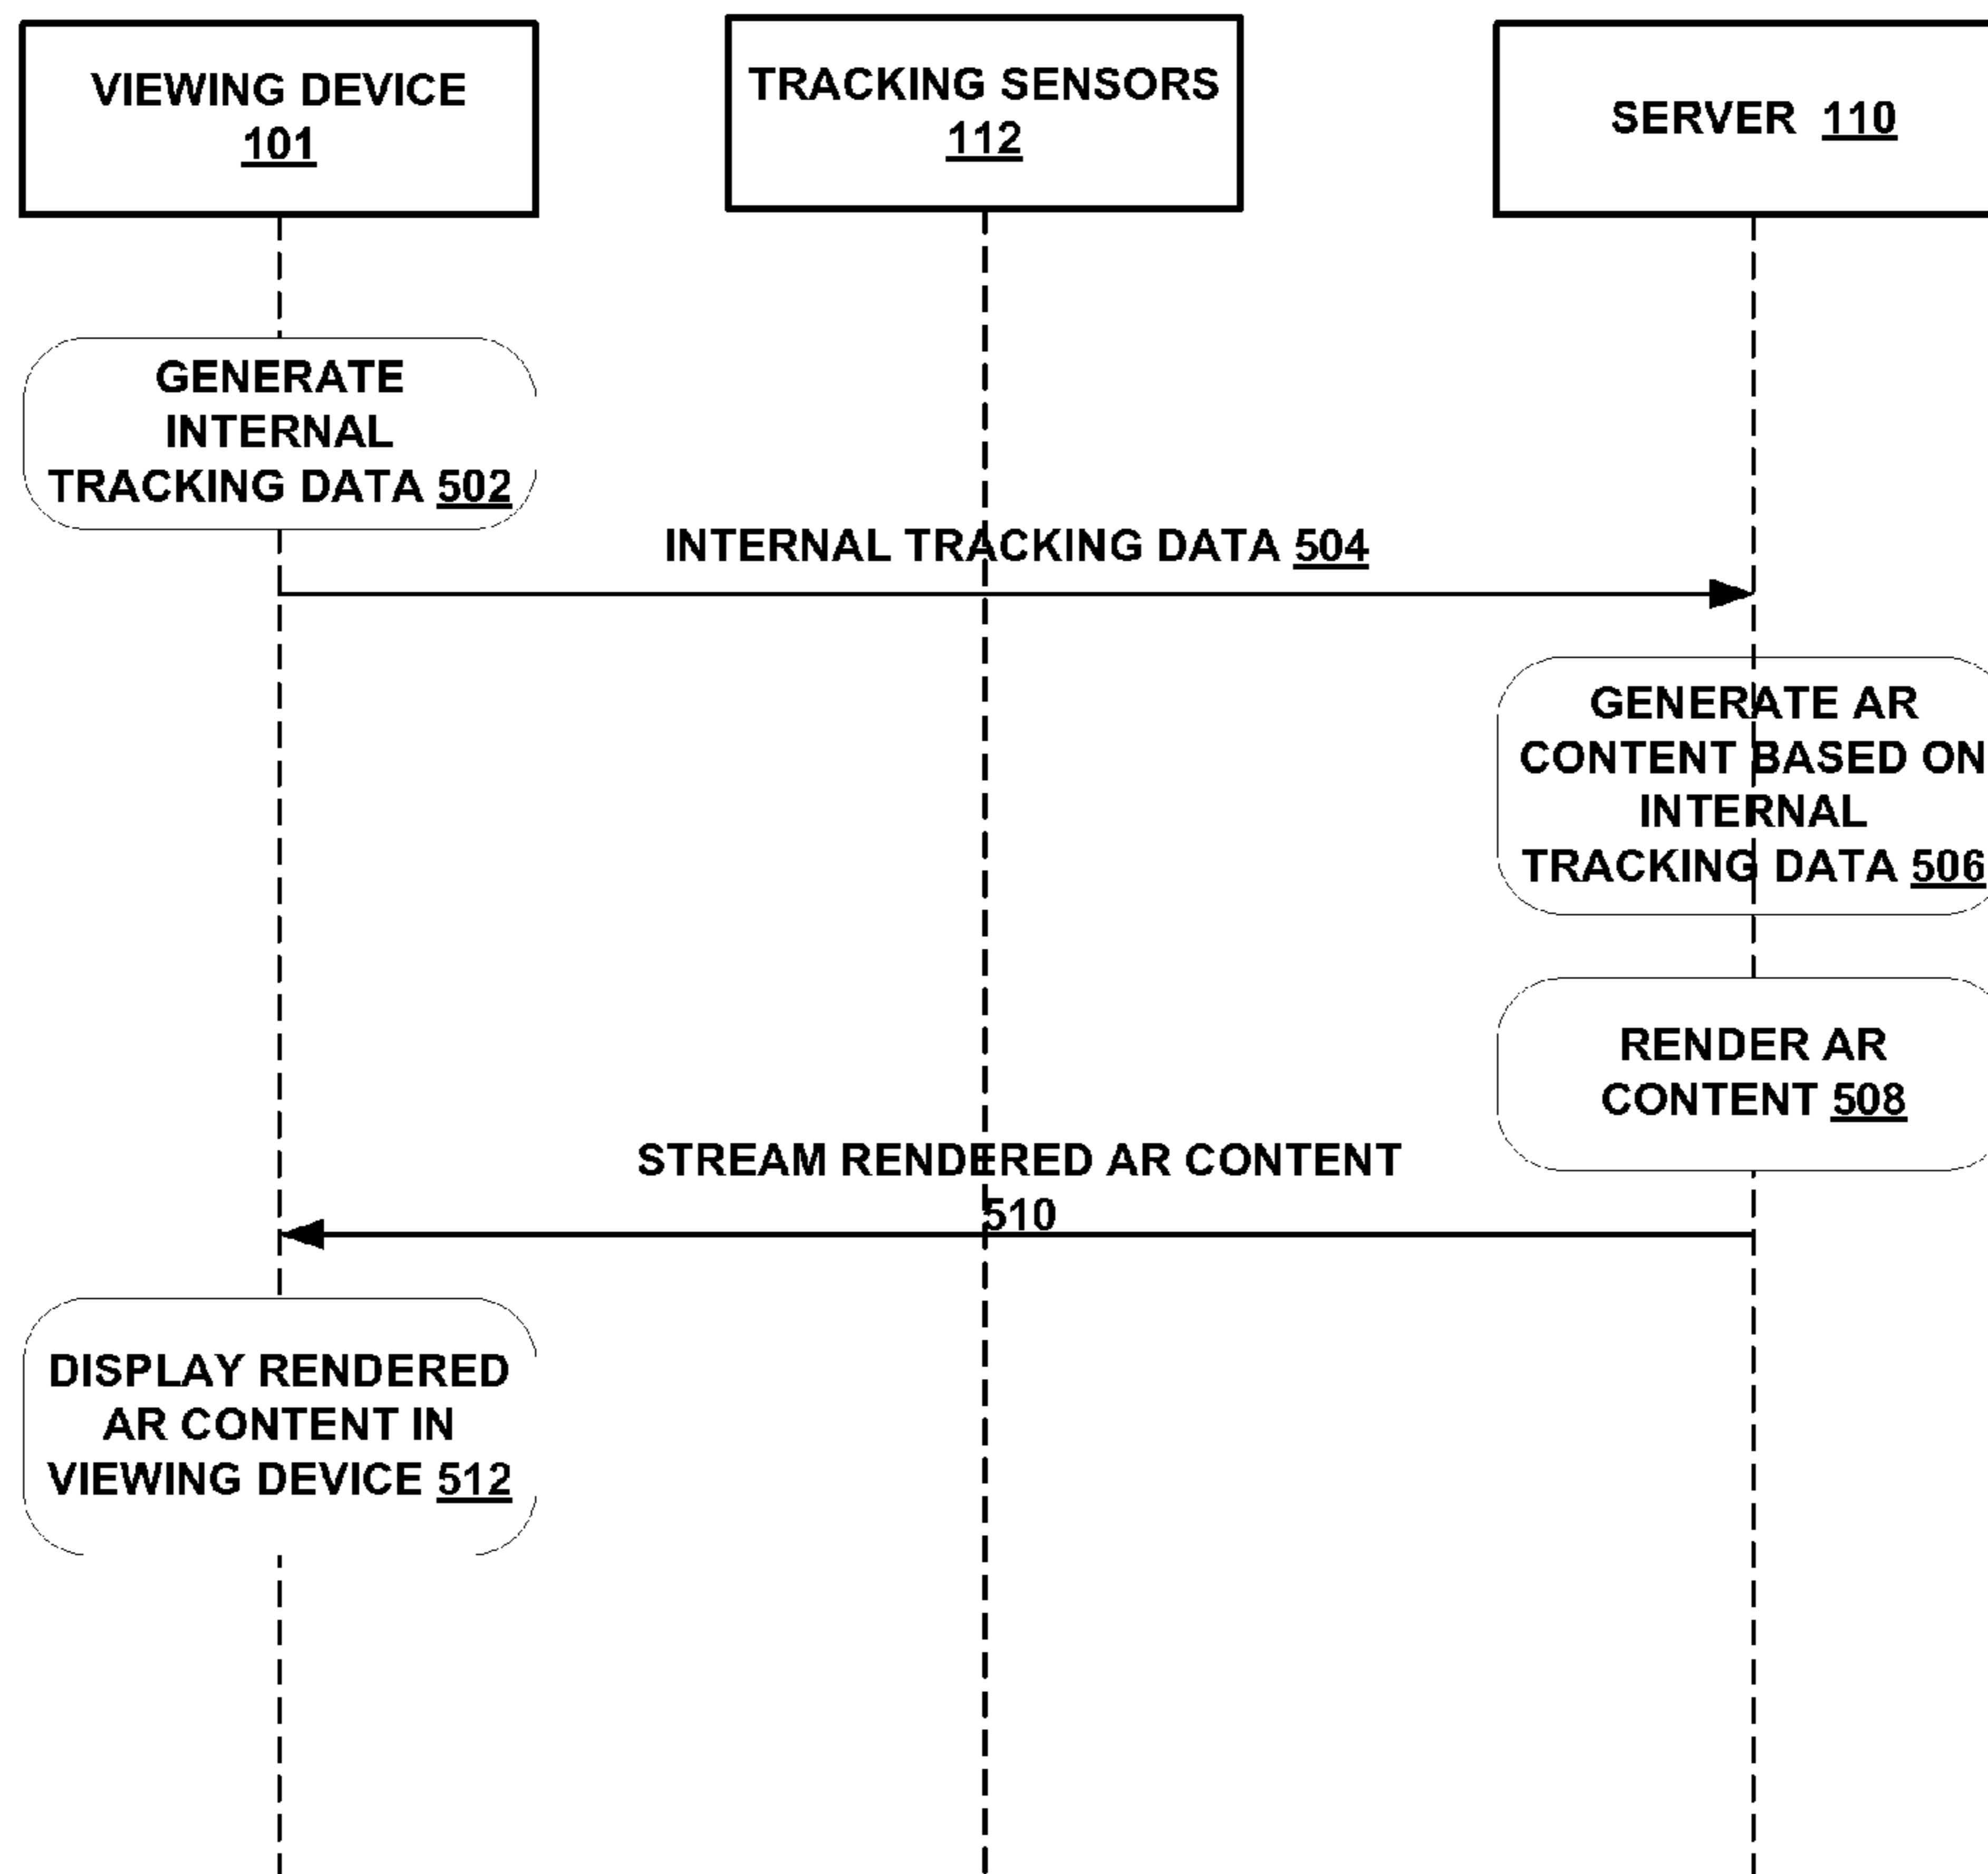 VIEWING DEVICE
101
TRACKING SENSORS
112
SERVER 110
GENERATE
INTERNAL
TRACKING DATA 502
INTERNAL TRACKING DATA 504
GENERATE AR
CONTENT BASED ON
INTERNAL
TRACKING DATA 506
RENDER AR
CONTENT 508
STREAM RENDERED AR CONTENT
510
DISPLAY RENDERED
AR CONTENT IN
VIEWING DEVICE 512